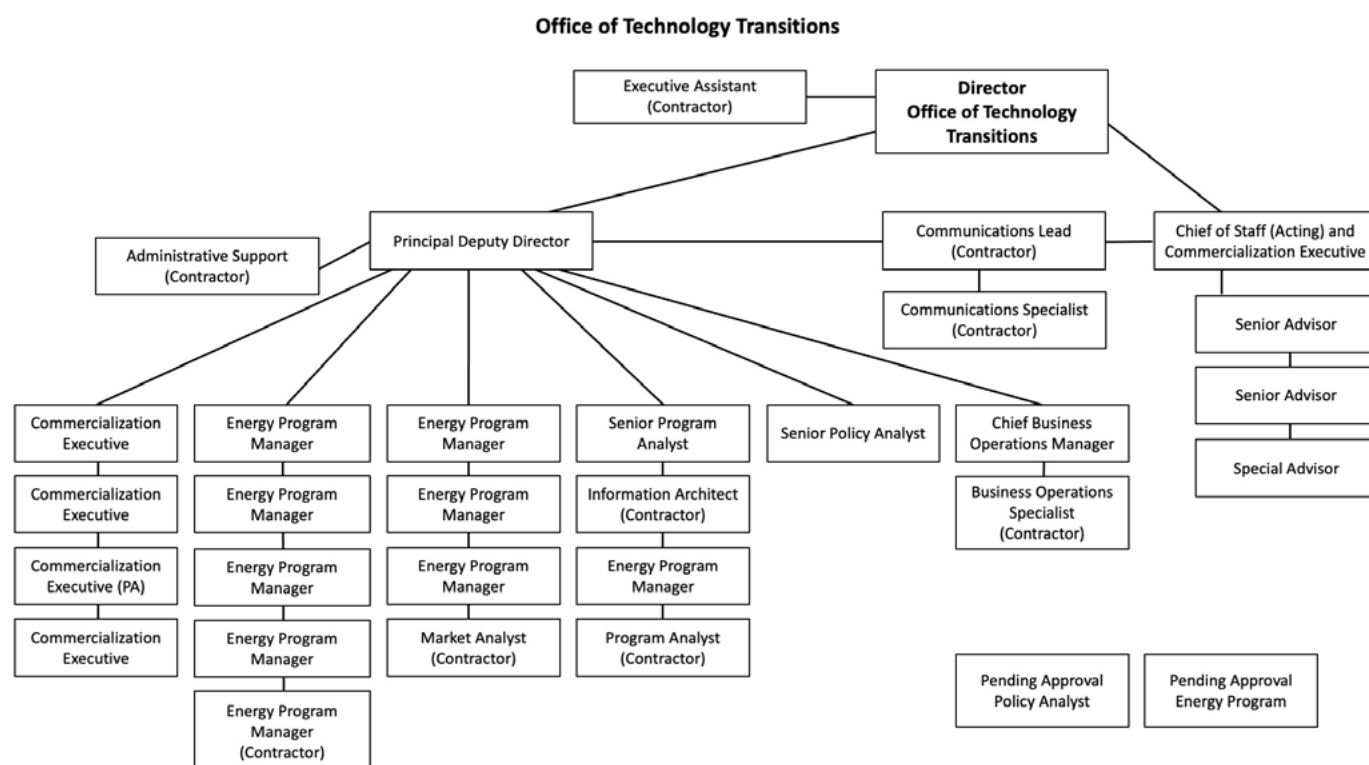 Office of Technology Transitions
Executive Assistant
(Contractor)
Director
Office of Technology
Transitions
Administrative Support
(Contractor)
Principal Deputy Director
Communications Lead
(Contractor)
Chief of Staff (Acting) and
Commercialization Executive
Communications Specialist
(Contractor)
Senior Advisor
Senior Advisor
Special Advisor
Commercialization
Executive
Commercialization
Executive
Commercialization
Executive (PA)
Commercialization
Executive
Energy Program
Manager
Energy Program
Manager
Energy Program
Manager
Energy Program
Manager
Energy Program
Manager
(Contractor)
Energy Program
Manager
Energy Program
Manager
Energy Program
Manager
Market Analyst
(Contractor)
Senior Program
Analyst
Information Architect
(Contractor)
Energy Program
Manager
Program Analyst
(Contractor)
Senior Policy Analyst
Chief Business
Operations Manager
Business Operations
Specialist
(Contractor)
Pending Approval
Policy Analyst
Pending Approval
Energy Program